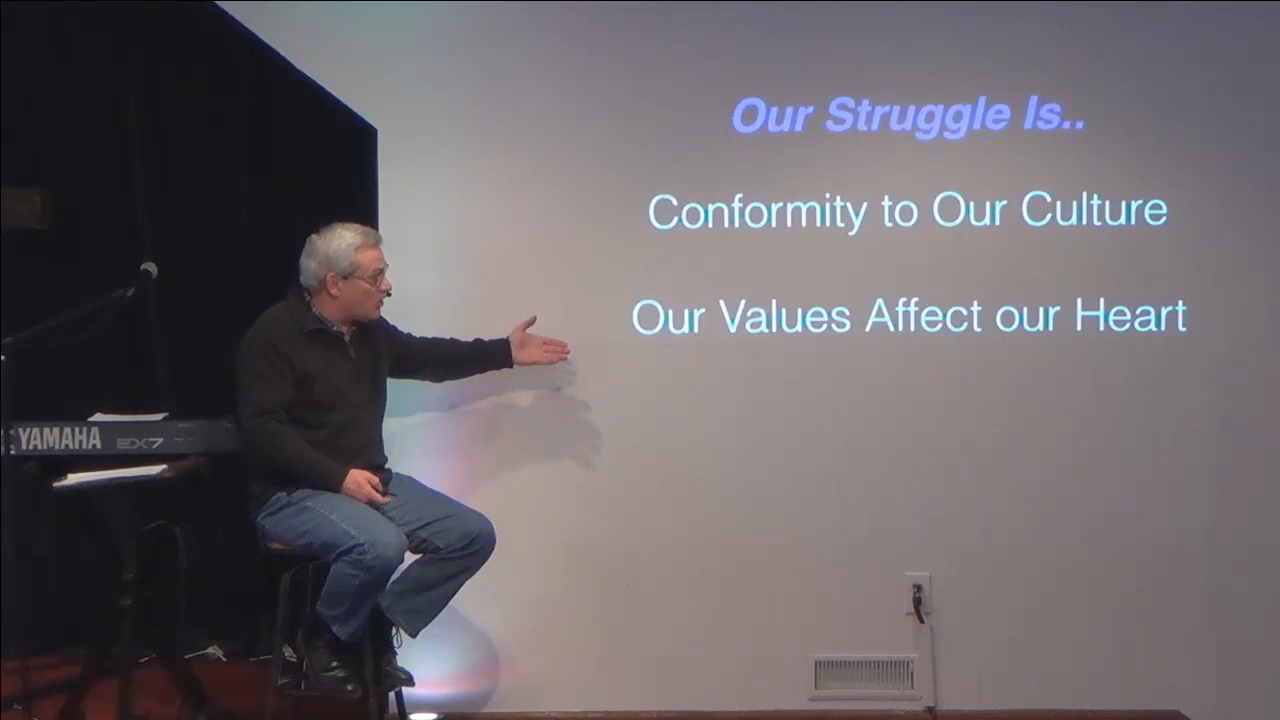 Our Struggle Is..
Conformity to Our Culture
Our Values Affect our Heart
YAMAHA EX7